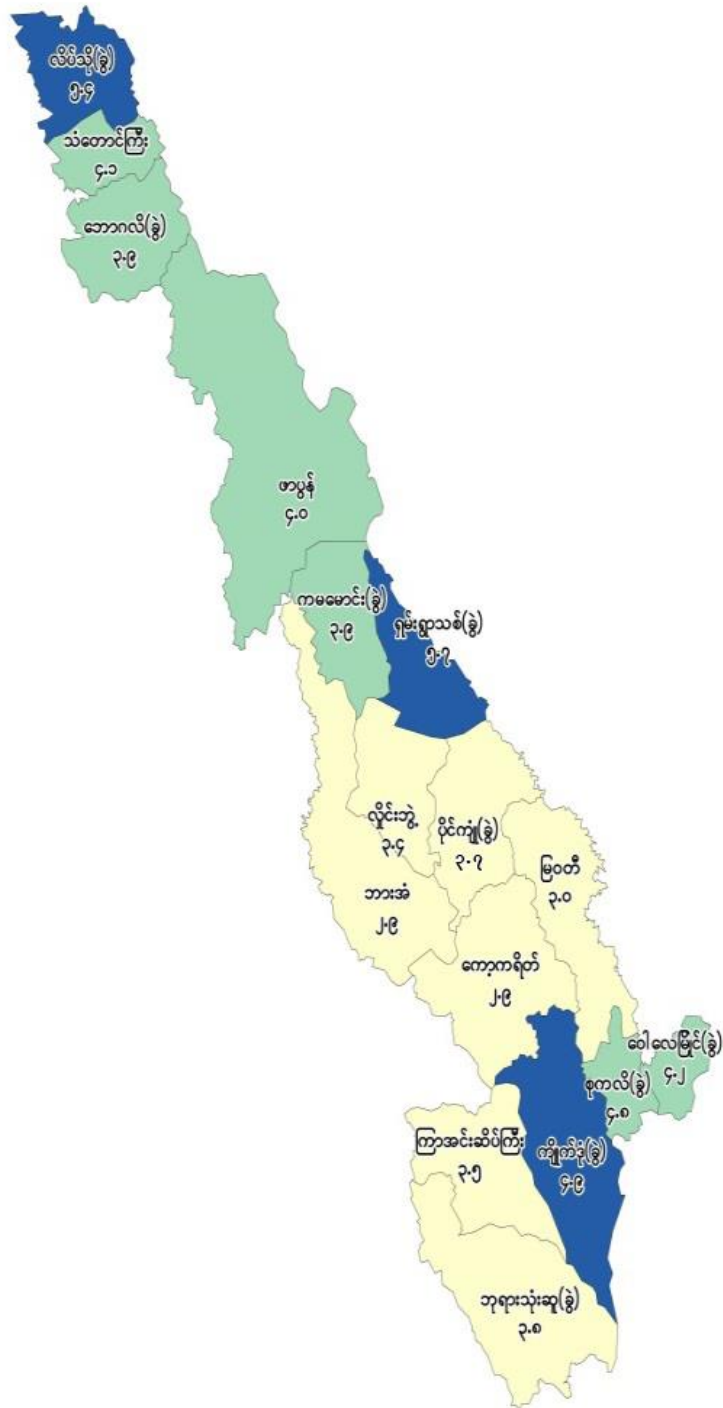 လိပ်သို(ခွဲ)
၅.၄
သံတောင်ကြီး
၄.၁
ဘောဂလိ(ခွဲ)
၃.၉
ဖာပွန်
၄.၀
ကမမောင်း(ခွဲ)
၃.၉
ရှမ်းရွာသစ်(ခွဲ)
၅.၇
လှိုင်းဘွဲ့
၃.၄
ပိုင်ကျုံ(ခွဲ)
၃.၇
မြဝတီ
၃.၀
ဘားအံ
၂.၉
ကော့ကရိတ်
၂.၉
ဝေါလေမြိုင်(ခွဲ)
၄.၂
စုကလိ(ခွဲ)
၄.၈
ကြာအင်းဆိပ်ကြီး
၃.၅
ကျိုက်ဒုံ(ခွဲ)
၄.၉
ဘုရားသုံးဆူ(ခွဲ)
၃.၈